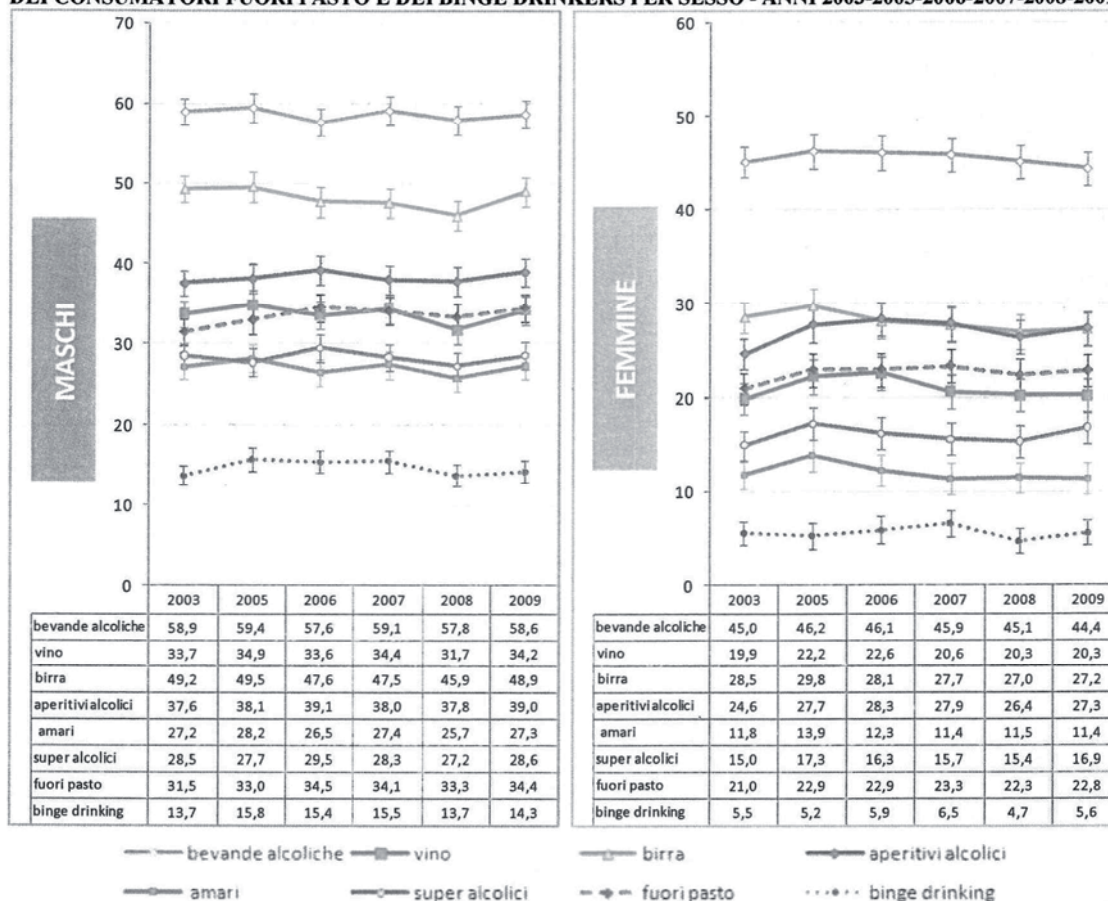 DEI CONSUMATORI FUORI PASTO E DEI BINGE DRINKERS PER SESSO - ANNI 2003-2005-2006-2007-2008-2009
MASCHI
70
60
50
40
30
20
10
0
2003 2005 2006 2007 2008 2009
bevande alcoliche 58,9 59,4 57,6 59,1 57,8 58,6
vino 33,7 34,9 33,6 34,4 31,7 34,2
birra 49,2 49,5 47,6 47,5 45,9 48,9
aperitivi alcolici 37,6 38,1 39,1 38,0 37,8 39,0
amari 27,2 28,2 26,5 27,4 25,7 27,3
super alcolici 28,5 27,7 29,5 28,3 27,2 28,6
fuori pasto 31,5 33,0 34,5 34,1 33,3 34,4
binge drinking 13,7 15,8 15,4 15,5 13,7 14,3
FEMMINE
60
50
40
30
20
10
0
2003 2005 2006 2007 2008 2009
bevande alcoliche 45,0 46,2 46,1 45,9 45,1 44,4
vino 19,9 22,2 22,6 20,6 20,3 20,3
birra 28,5 29,8 28,1 27,7 27,0 27,2
aperitivi alcolici 24,6 27,7 28,3 27,9 26,4 27,3
amari 11,8 13,9 12,3 11,4 11,5 11,4
super alcolici 15,0 17,3 16,3 15,7 15,4 16,9
fuori pasto 21,0 22,9 22,9 23,3 22,3 22,8
binge drinking 5,5 5,2 5,9 6,5 4,7 5,6
bevande alcoliche vino birra aperitivi alcolici
amari super alcolici fuori pasto binge drinking